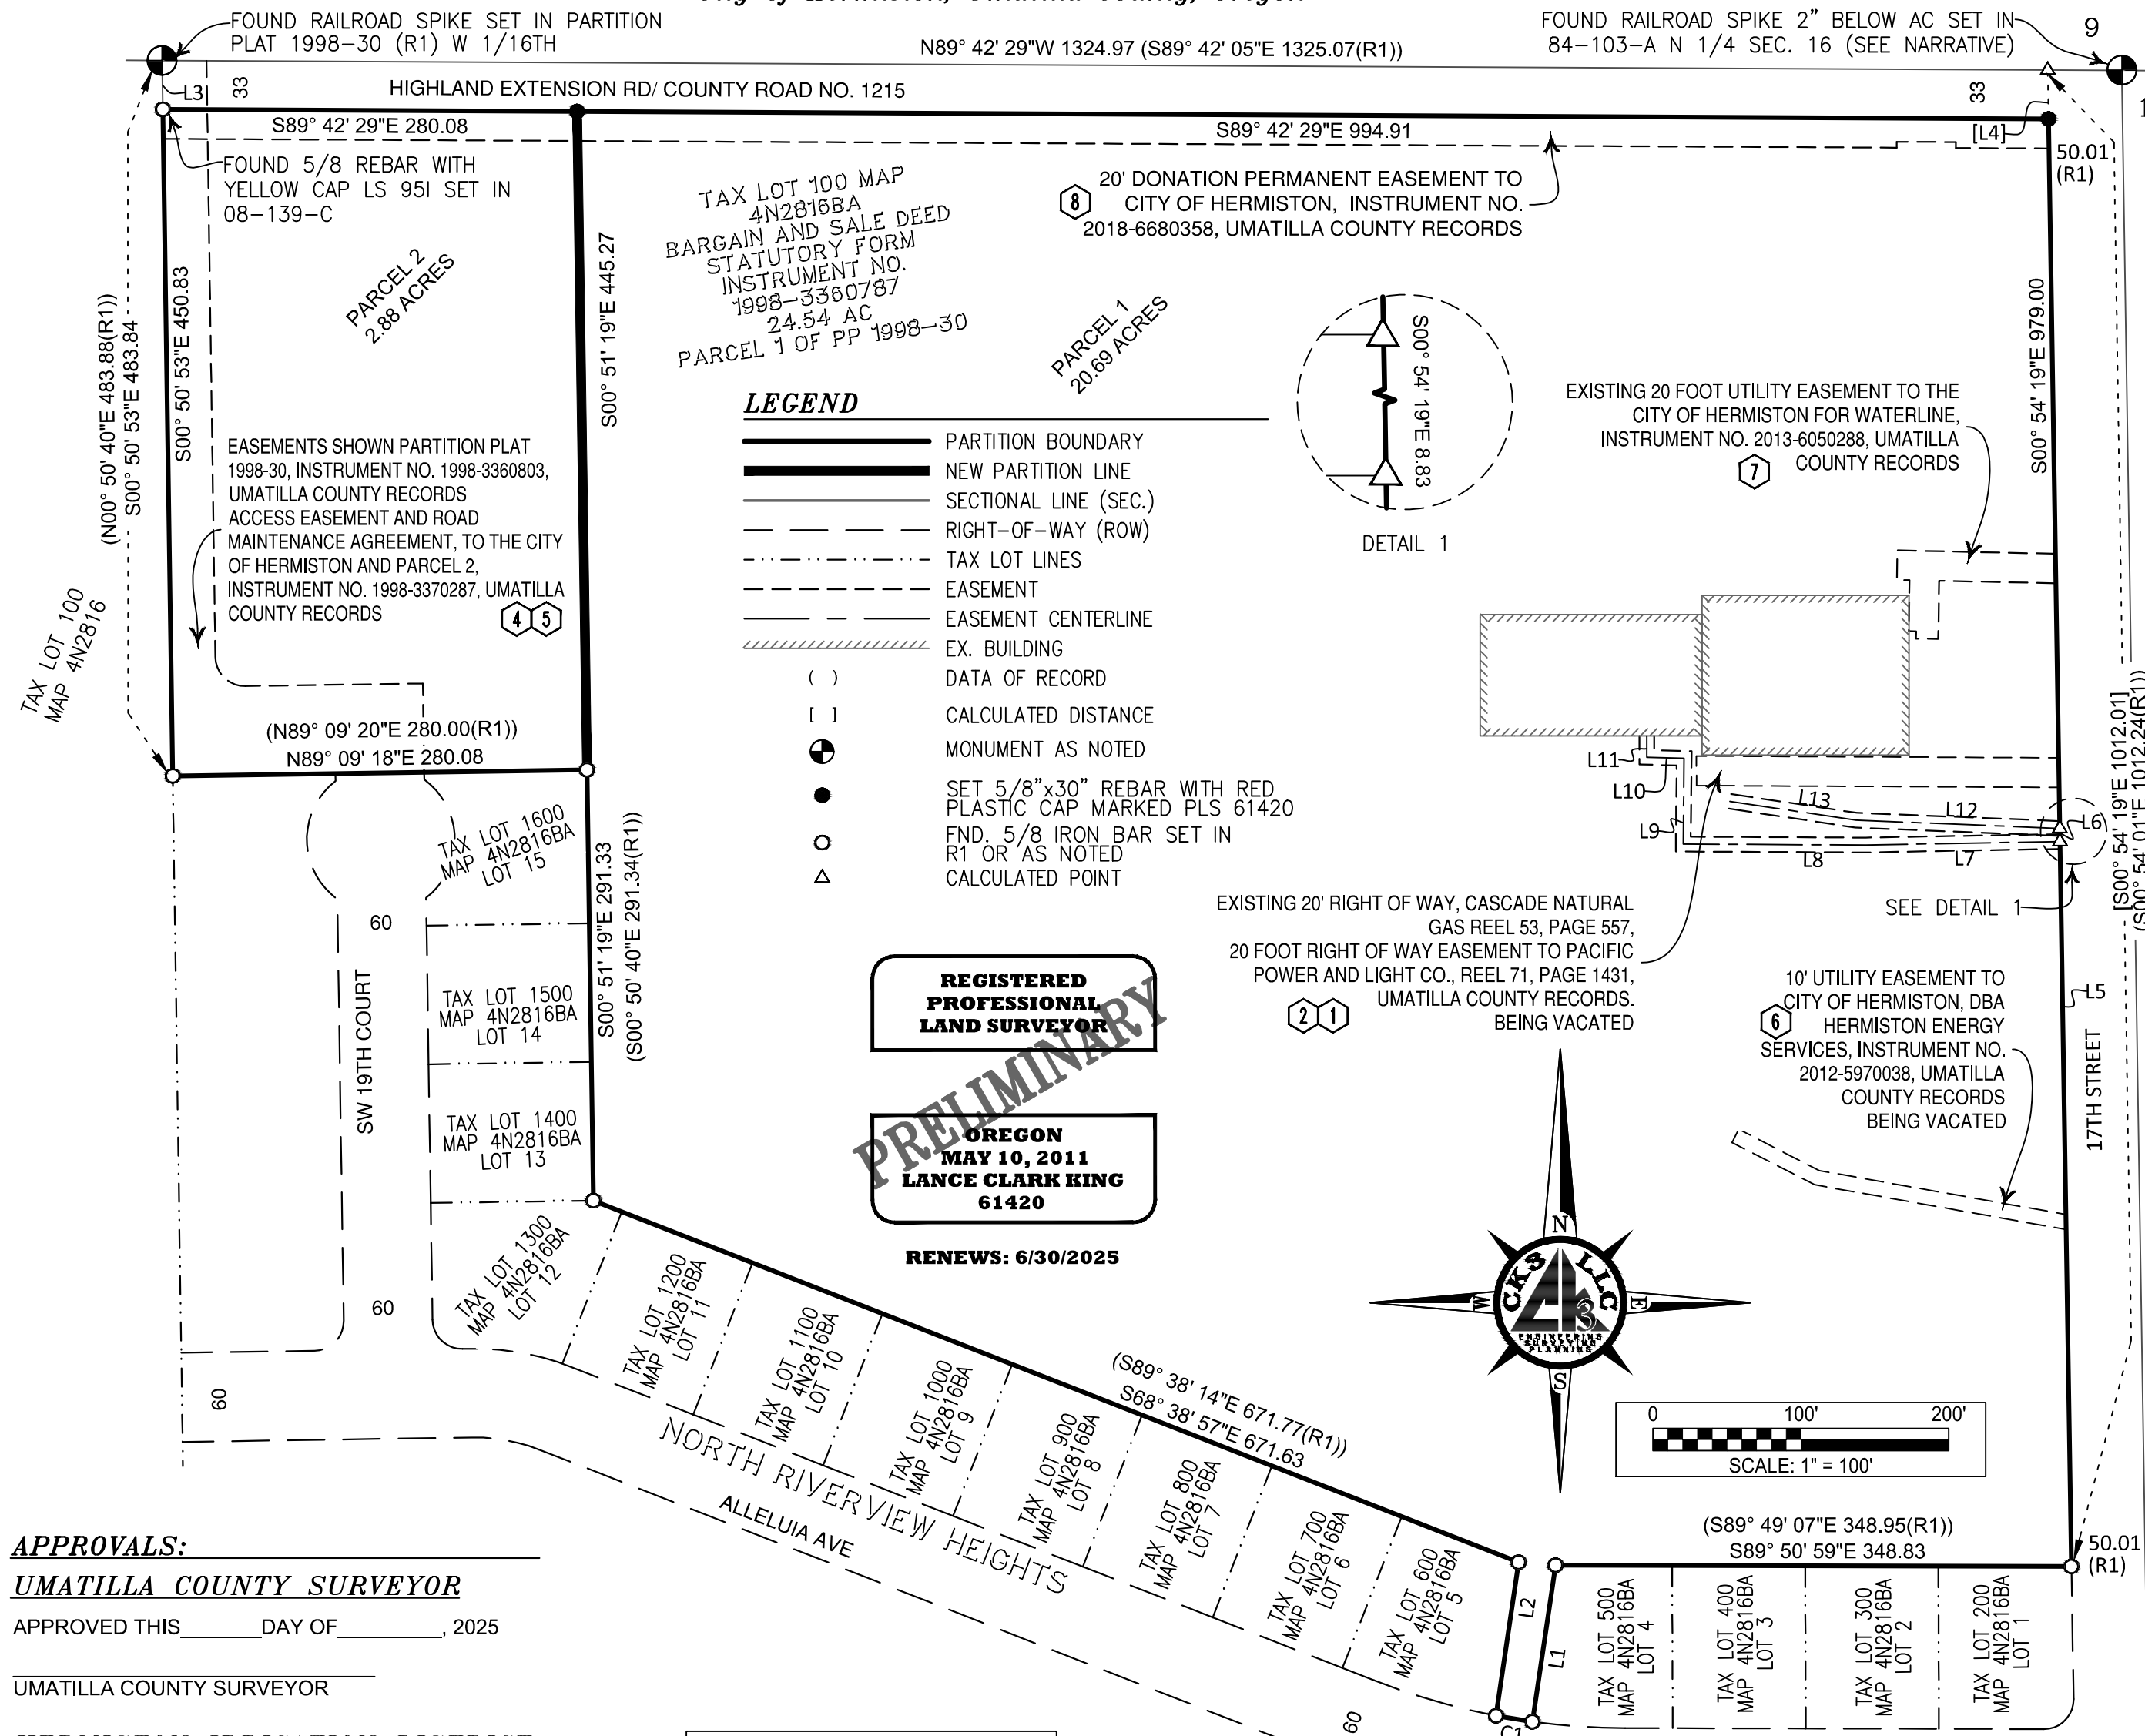 FOUND RAILROAD SPIKE SET IN PARTITION
PLAT 1998-30 (R1) W 1/16TH
N89° 42' 29"W 1324.97 (S89° 42' 05"E 1325.07(R1))
FOUND RAILROAD SPIKE 2" BELOW AC SET IN
84-103-A N 1/4 SEC. 16 (SEE NARRATIVE)
9
L3
33
HIGHLAND EXTENSION RD/ COUNTY ROAD NO. 1215
33
[L4]
S89° 42' 29"E 280.08
S89° 42' 29"E 994.91
50.01
(R1)
FOUND 5/8 REBAR WITH
YELLOW CAP LS 951 SET IN
08-139-C
PARCEL 2
2.88 ACRES
TAX LOT 100 MAP
4N2816BA
BARGAIN AND SALE DEED
STATUTORY FORM
INSTRUMENT NO.
1998-3360787
24.54 AC
PARCEL 1 OF PP 1998-30
8
20' DONATION PERMANENT EASEMENT TO
CITY OF HERMISTON, INSTRUMENT NO.
2018-6680358, UMATILLA COUNTY RECORDS
PARCEL 1
20.69 ACRES
(N00° 50' 40"E 483.88(R1))
S00° 50' 53"E 483.84
S00° 50' 53"E 450.83
S00° 51' 19"E 445.27
S00° 54' 19"E 979.00
S00° 54' 19"E 8.83
DETAIL 1
EASEMENTS SHOWN PARTITION PLAT
1998-30, INSTRUMENT NO. 1998-3360803,
UMATILLA COUNTY RECORDS
ACCESS EASEMENT AND ROAD
MAINTENANCE AGREEMENT, TO THE CITY
OF HERMISTON AND PARCEL 2,
INSTRUMENT NO. 1998-3370287, UMATILLA
COUNTY RECORDS
4 5
TAX LOT 100
MAP 4N2816
LEGEND
PARTITION BOUNDARY
NEW PARTITION LINE
SECTIONAL LINE (SEC.)
RIGHT-OF-WAY (ROW)
TAX LOT LINES
EASEMENT
EASEMENT CENTERLINE
EX. BUILDING
( ) DATA OF RECORD
[ ] CALCULATED DISTANCE
MONUMENT AS NOTED
SET 5/8"x30" REBAR WITH RED
PLASTIC CAP MARKED PLS 61420
FND. 5/8 IRON BAR SET IN
R1 OR AS NOTED
CALCULATED POINT
EXISTING 20 FOOT UTILITY EASEMENT TO THE
CITY OF HERMISTON FOR WATERLINE,
INSTRUMENT NO. 2013-6050288, UMATILLA
COUNTY RECORDS
7
(N89° 09' 20"E 280.00(R1))
N89° 09' 18"E 280.08
L11
L10
L9
L13
L12
L8
L7
L6
[S00° 54' 19"E 1012.01]
(S00° 54' 01"E 1012.24(R1))
SEE DETAIL 1
EXISTING 20' RIGHT OF WAY, CASCADE NATURAL
GAS REEL 53, PAGE 557,
20 FOOT RIGHT OF WAY EASEMENT TO PACIFIC
POWER AND LIGHT CO., REEL 71, PAGE 1431,
UMATILLA COUNTY RECORDS.
BEING VACATED
2 1
10' UTILITY EASEMENT TO
CITY OF HERMISTON, DBA
HERMISTON ENERGY
SERVICES, INSTRUMENT NO.
2012-5970038, UMATILLA
COUNTY RECORDS
BEING VACATED
6
L5
17TH STREET
TAX LOT 1600
MAP 4N2816BA
LOT 15
60
SW 19TH COURT
S00° 51' 19"E 291.33
(S00° 50' 40"E 291.34(R1))
TAX LOT 1500
MAP 4N2816BA
LOT 14
TAX LOT 1400
MAP 4N2816BA
LOT 13
REGISTERED
PROFESSIONAL
LAND SURVEYOR
PRELIMINARY
OREGON
MAY 10, 2011
LANCE CLARK KING
61420
RENEWS: 6/30/2025
60
60
TAX LOT 1300
MAP 4N2816BA
LOT 12
TAX LOT 1200
MAP 4N2816BA
LOT 11
TAX LOT 1100
MAP 4N2816BA
LOT 10
TAX LOT 1000
MAP 4N2816BA
LOT 9
TAX LOT 900
MAP 4N2816BA
LOT 8
TAX LOT 800
MAP 4N2816BA
LOT 7
TAX LOT 700
MAP 4N2816BA
LOT 6
TAX LOT 600
MAP 4N2816BA
LOT 5
(S89° 38' 14"E 671.77(R1))
S68° 38' 57"E 671.63
NORTH RIVERVIEW HEIGHTS
ALLELUIA AVE
N
W
E
S
CKS LLC
3
ENGINEERING
SURVEYING
PLANNING
0 100' 200'
SCALE: 1" = 100'
(S89° 49' 07"E 348.95(R1))
S89° 50' 59"E 348.83
50.01
(R1)
L2
L1
C1
60
TAX LOT 500
MAP 4N2816BA
LOT 4
TAX LOT 400
MAP 4N2816BA
LOT 3
TAX LOT 300
MAP 4N2816BA
LOT 2
TAX LOT 200
MAP 4N2816BA
LOT 1
APPROVALS:
UMATILLA COUNTY SURVEYOR
APPROVED THIS_______DAY OF_________, 2025
UMATILLA COUNTY SURVEYOR